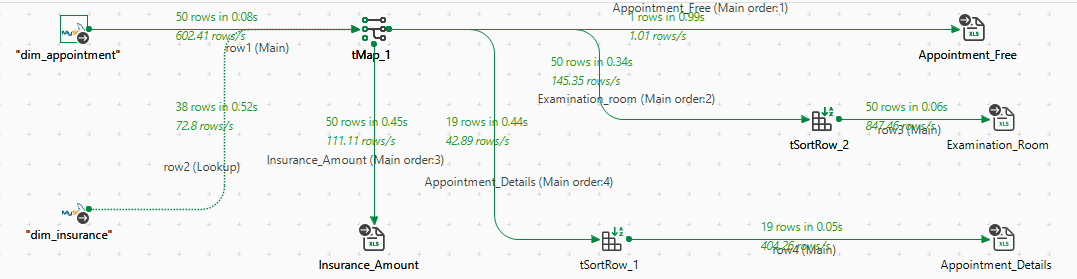 Appointment_Free (Main order:1)
50 rows in 0.08s
602.41 rows/s
row1 (Main)
1 rows in 0.99s
1.01 rows/s
"dim_appointment"
tMap_1
Appointment_Free
XLS
50 rows in 0.34s
145.35 rows/s
Examination_room (Main order:2)
38 rows in 0.52s
72.8 rows/s
row2 (Lookup)
50 rows in 0.45s
111.11 rows/s
Insurance_Amount (Main order:3)
19 rows in 0.44s
42.89 rows/s
Appointment_Details (Main order:4)
50 rows in 0.06s
847.46 rows/s
row3 (Main)
tSortRow_2
XLS
Examination_Room
"dim_insurance"
XLS
Insurance_Amount
tSortRow_1
19 rows in 0.05s
404.26 rows/s
row4 (Main)
XLS
Appointment_Details